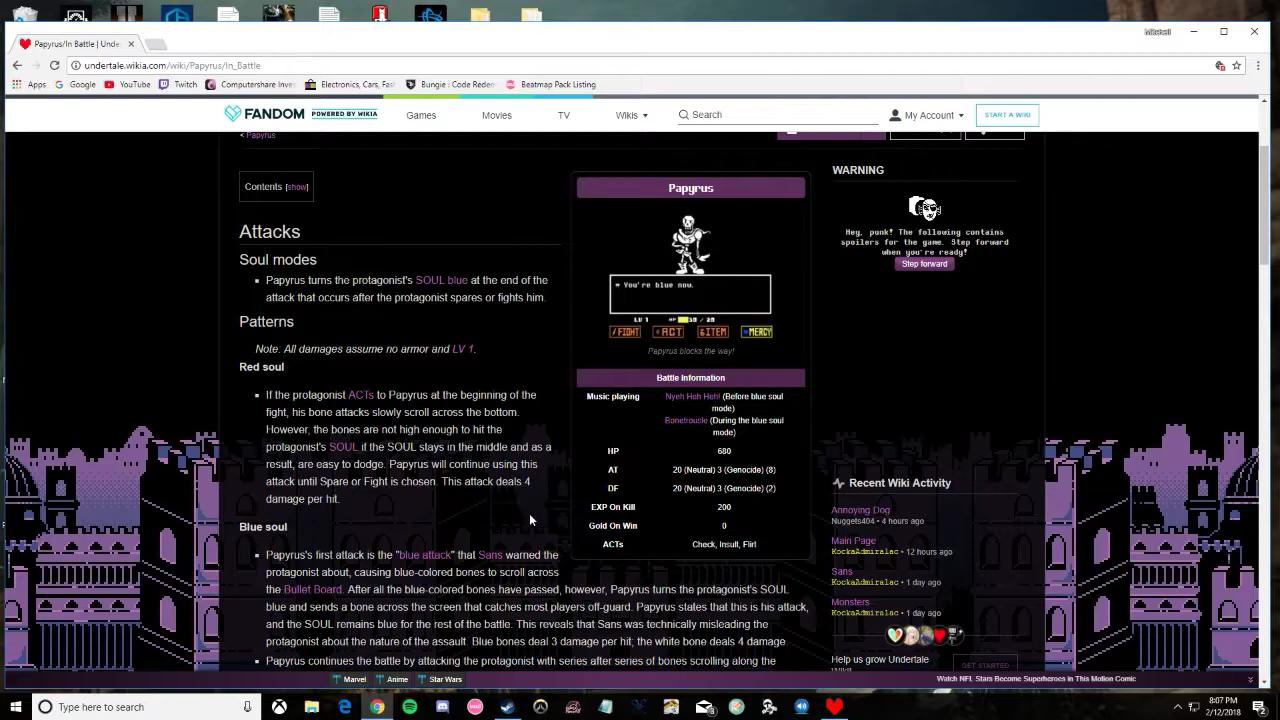 Papyrus/In Battle | Unde
Mitchell
undertale.wikia.com/wiki/Papyrus/In_Battle
Apps Google YouTube Twitch Computershare Inves Electronics, Cars, Fas Bungie : Code Redem Beatmap Pack Listing
FANDOM POWERED BY WIKIA Games Movies TV Wikis Search My Account START A WIKI
< Papyrus
Contents [show]
Attacks
Soul modes
Papyrus turns the protagonist's SOUL blue at the end of the
attack that occurs after the protagonist spares or fights him.
Patterns
Note: All damages assume no armor and LV 1.
Red soul
If the protagonist ACTs to Papyrus at the beginning of the
fight, his bone attacks slowly scroll across the bottom.
However, the bones are not high enough to hit the
protagonist's SOUL if the SOUL stays in the middle and as a
result, are easy to dodge. Papyrus will continue using this
attack until Spare or Fight is chosen. This attack deals 4
damage per hit.
Blue soul
Papyrus's first attack is the "blue attack" that Sans warned the
protagonist about, causing blue-colored bones to scroll across
the Bullet Board. After all the blue-colored bones have passed, however, Papyrus turns the protagonist's SOUL
blue and sends a bone across the screen that catches most players off-guard. Papyrus states that this is his attack,
and the SOUL remains blue for the rest of the battle. This reveals that Sans was technically misleading the
protagonist about the nature of the assault. Blue bones deal 3 damage per hit; the white bone deals 4 damage.
Papyrus continues the battle by attacking the protagonist with series after series of bones scrolling along the
Papyrus
* You're blue now.
LV 1 HP / 20
FIGHT ACT ITEM MERCY
Papyrus blocks the way!
Battle Information
Music playing Nyeh Heh Heh! (Before blue soul
mode)
Bonetrousle (During the blue soul
mode)
HP 680
AT 20 (Neutral) 3 (Genocide) (8)
DF 20 (Neutral) 3 (Genocide) (2)
EXP On Kill 200
Gold On Win 0
ACTs Check, Insult, Flirt
WARNING
Hey, punk! The following contains
spoilers for the game. Step forward
when you're ready!
Step forward
Recent Wiki Activity
Annoying Dog
Nuggets404 • 4 hours ago
Main Page
KockaAdmiralac • 12 hours ago
Sans
KockaAdmiralac • 1 day ago
Monsters
KockaAdmiralac • 1 day ago
Help us grow Undertale
GET STARTED
Marvel Anime Star Wars Watch NFL Stars Become Superheroes in This Motion Comic
Type here to search
8:07 PM
2/12/2018